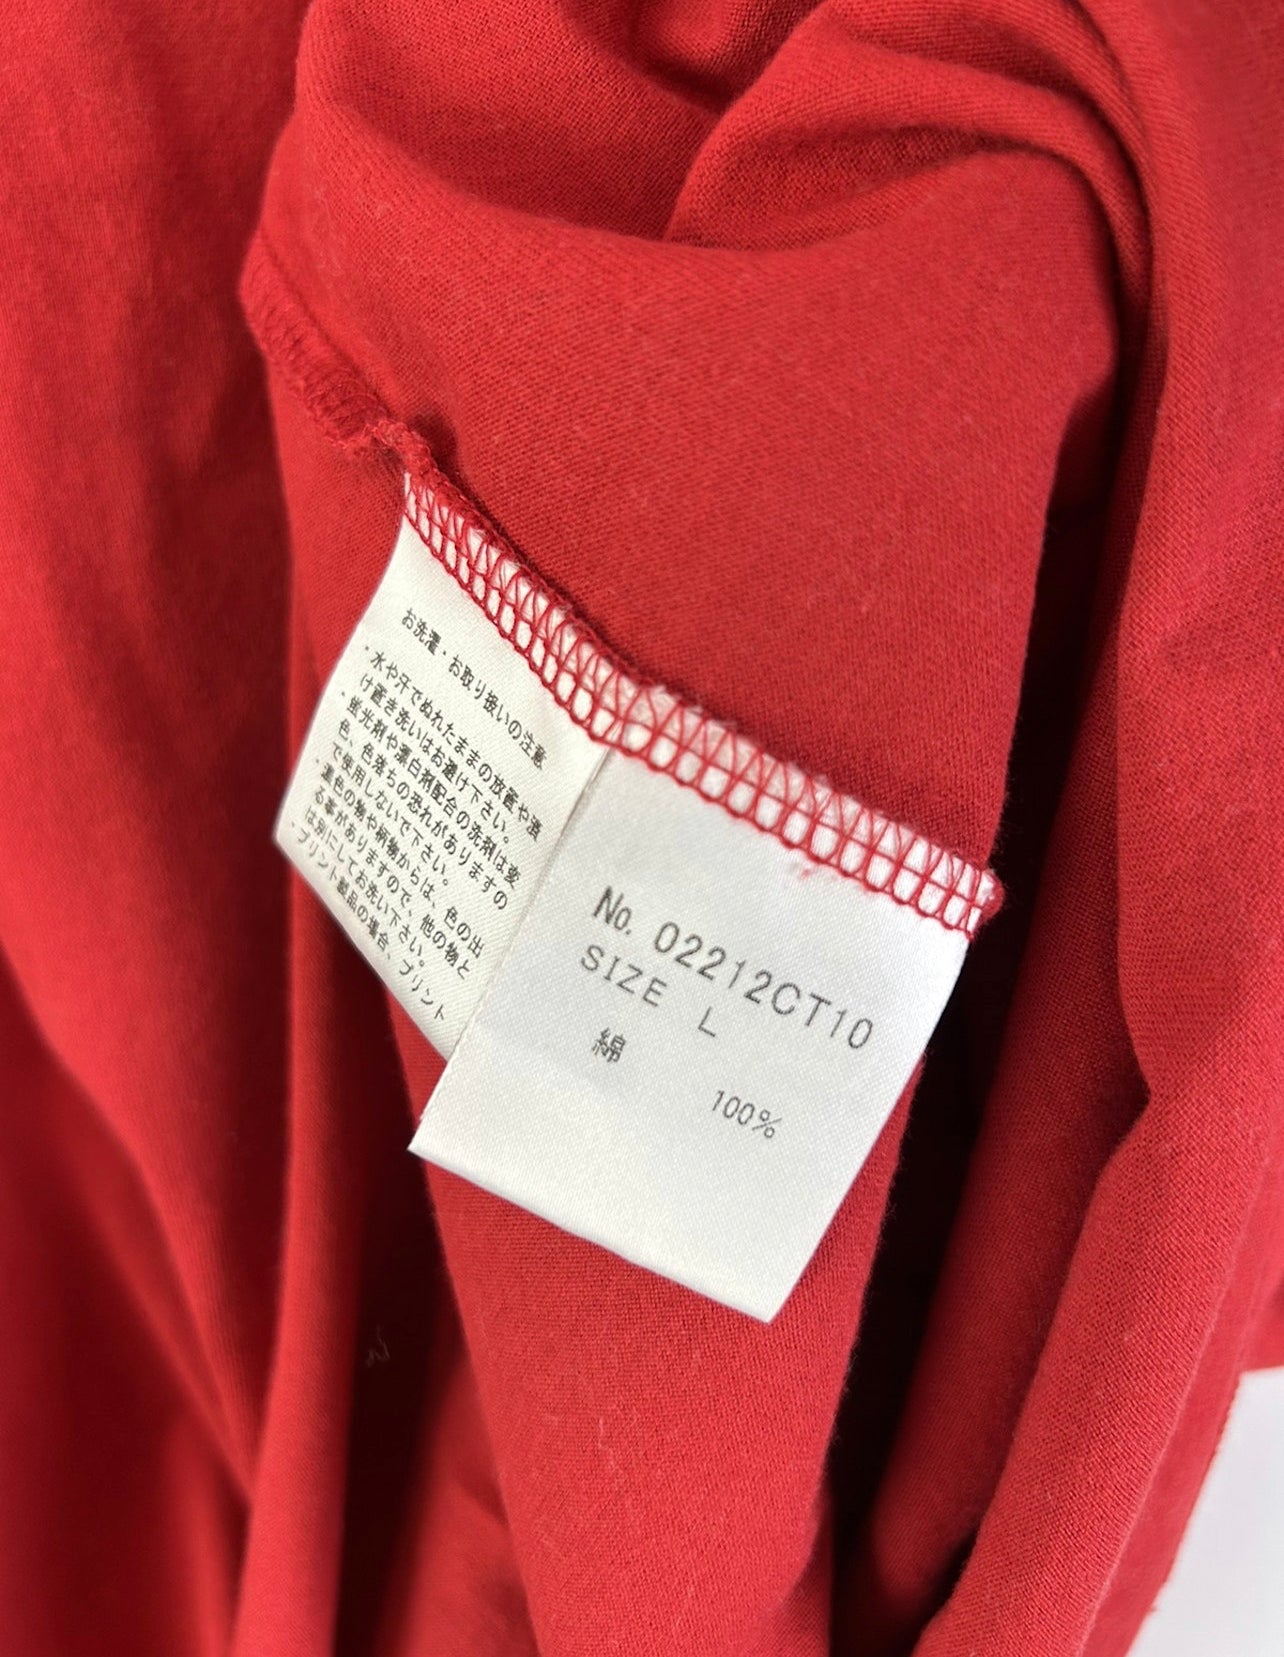 お洗濯・お取り扱いの注意
・水や汗でぬれたままの放置や漬
け置き洗いはお避け下さい。
・蛍光剤や漂白剤配合の洗剤は変
色、色落ちの恐れがありますの
で使用しないで下さい。
・濃色の物や柄物からは、色の出
る事がありますので、他の物と
は別にしてお洗い下さい。
・プリント製品の場合、プリント
No. 02212CT10
SIZE L
綿 100%